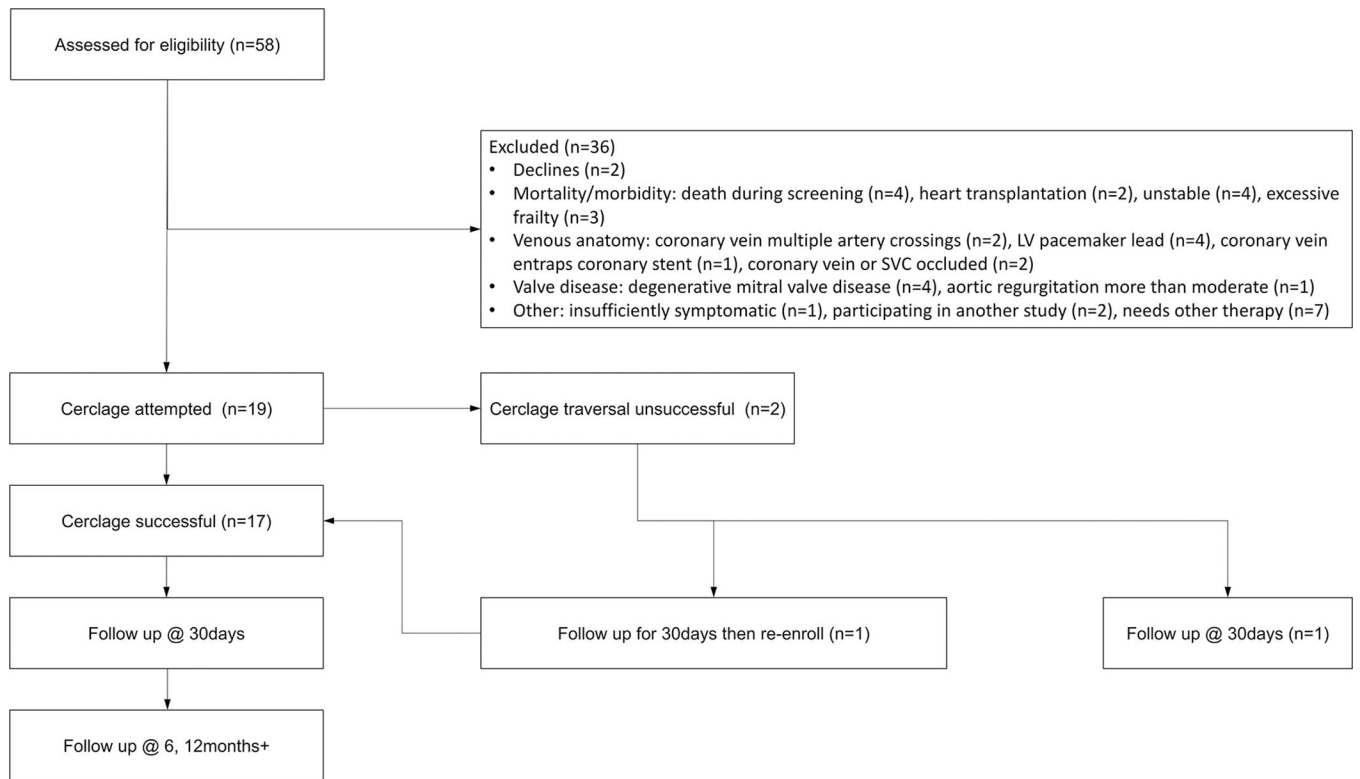 Assessed for eligibility (n=58)
Excluded (n=36)
• Declines (n=2)
• Mortality/morbidity: death during screening (n=4), heart transplantation (n=2), unstable (n=4), excessive
frailty (n=3)
• Venous anatomy: coronary vein multiple artery crossings (n=2), LV pacemaker lead (n=4), coronary vein
entraps coronary stent (n=1), coronary vein or SVC occluded (n=2)
• Valve disease: degenerative mitral valve disease (n=4), aortic regurgitation more than moderate (n=1)
• Other: insufficiently symptomatic (n=1), participating in another study (n=2), needs other therapy (n=7)
Cerclage attempted (n=19)
Cerclage traversal unsuccessful (n=2)
Cerclage successful (n=17)
Follow up @ 30days
Follow up for 30days then re-enroll (n=1)
Follow up @ 30days (n=1)
Follow up @ 6, 12months+